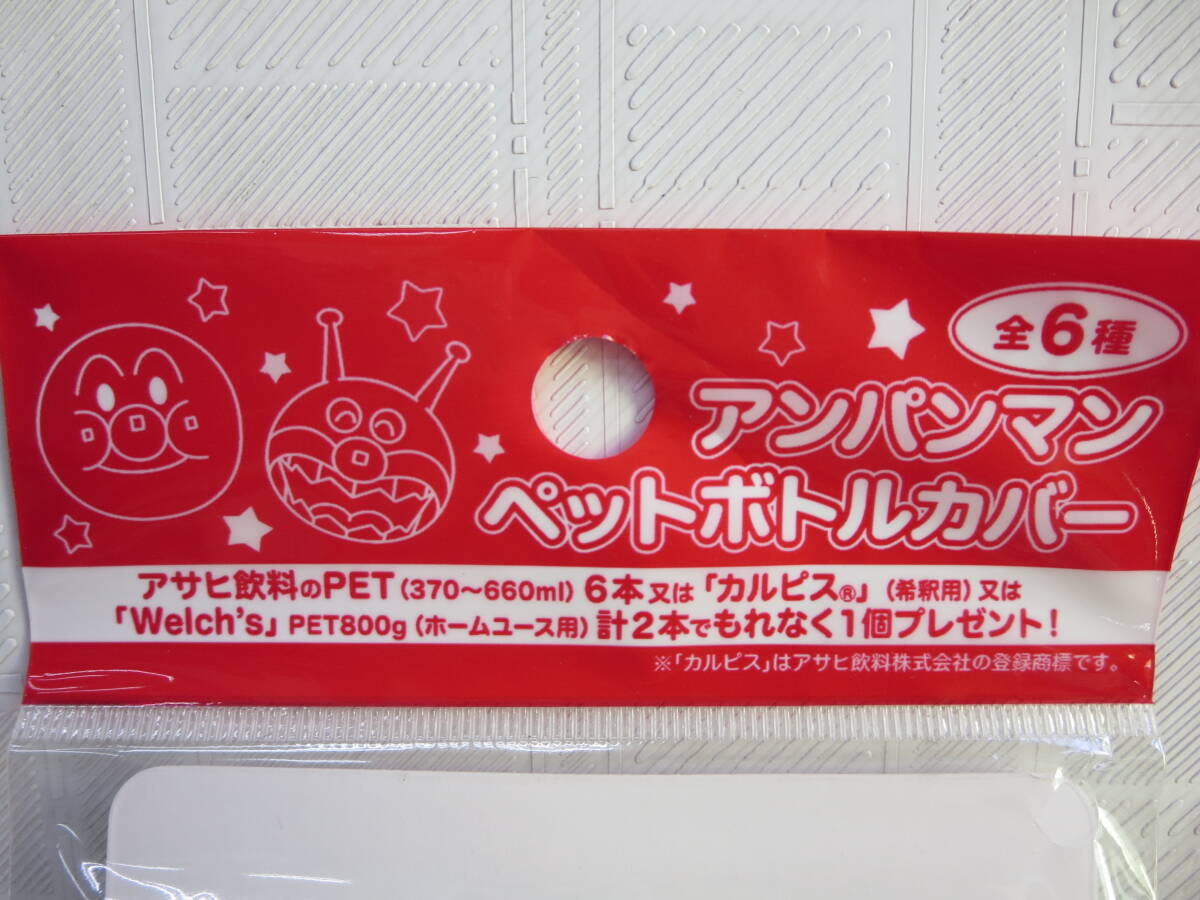 全6種
アンパンマン
ペットボトルカバー
アサヒ飲料のPET(370～660ml)6本又は「カルピス®」(希釈用)又は
「Welch's」PET800g(ホームユース用)計2本でもれなく1個プレゼント!
※「カルピス」はアサヒ飲料株式会社の登録商標です。